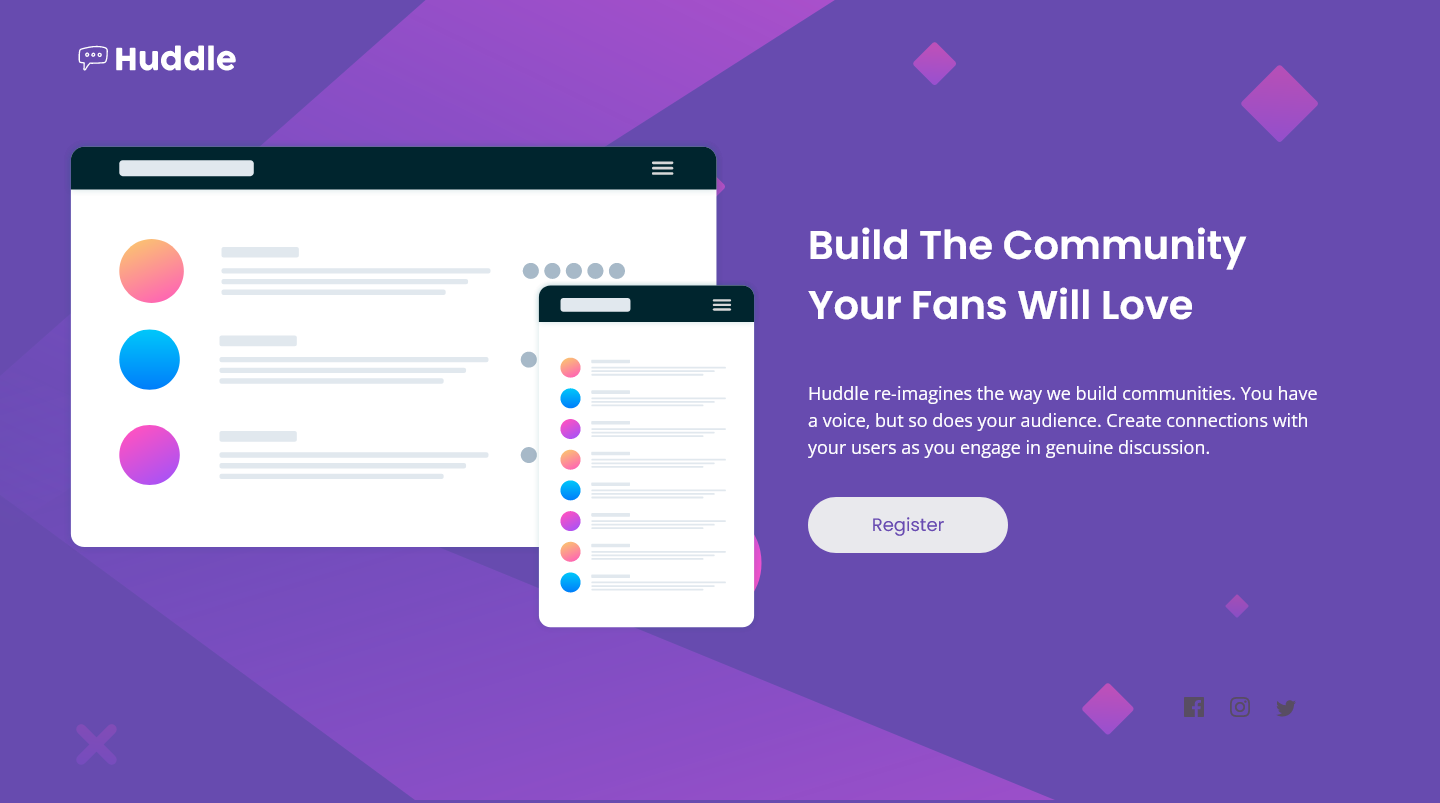 Huddle
Build The Community
Your Fans Will Love
Huddle re-imagines the way we build communities. You have
a voice, but so does your audience. Create connections with
your users as you engage in genuine discussion.
Register